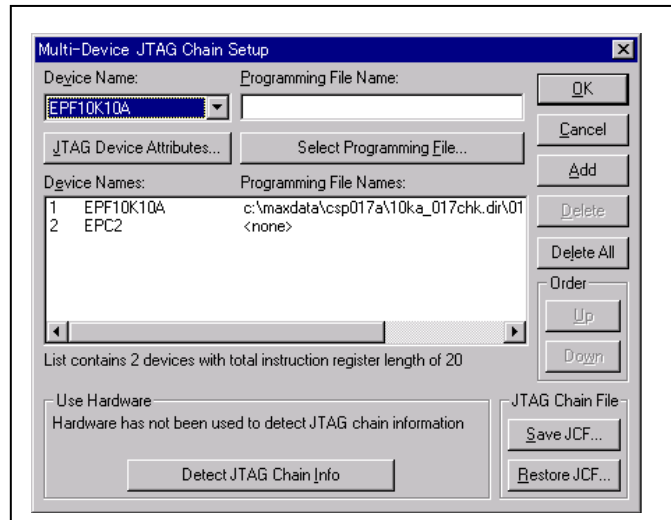 Multi-Device JTAG Chain Setup
Device Name:
Programming File Name:
EPF10K10A
OK
Cancel
JTAG Device Attributes...
Select Programming File...
Add
Device Names:
Programming File Names:
1 EPF10K10A c:\maxdata\csp017a\10ka_017chk.dir\01
2 EPC2 <none>
Delete
Delete All
Order
Up
Down
List contains 2 devices with total instruction register length of 20
Use Hardware
Hardware has not been used to detect JTAG chain information
Detect JTAG Chain Info
JTAG Chain File
Save JCF...
Restore JCF...